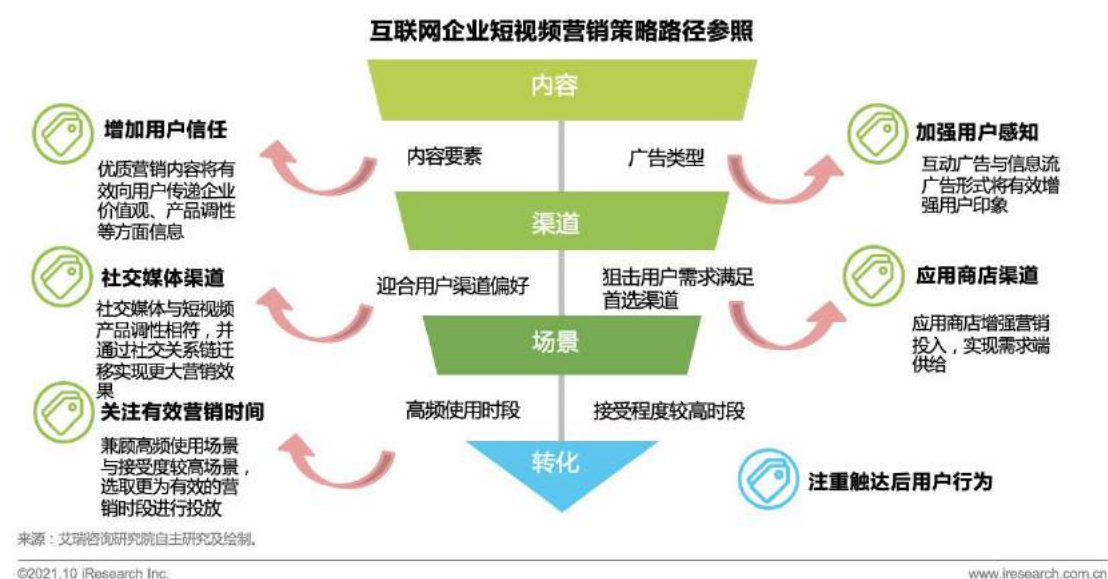 互联网企业短视频营销策略路径参照
内容
增加用户信任
优质营销内容将有
效向用户传递企业
价值观、产品调性
等方面信息
内容要素
广告类型
加强用户感知
互动广告与信息流
广告形式将有效增
强用户印象
渠道
社交媒体渠道
社交媒体与短视频
产品调性相符，并
通过社交关系链迁
移实现更大营销效
果
迎合用户渠道偏好
狙击用户需求满足
首选渠道
应用商店渠道
应用商店增强营销
投入，实现需求端
供给
场景
关注有效营销时间
兼顾高频使用场景
与接受度较高场景，
选取更为有效的营
销时段进行投放
高频使用时段
接受程度较高时段
转化
注重触达后用户行为
来源：艾瑞咨询研究院自主研究及绘制。
©2021.10 iResearch Inc.
www.iresearch.com.cn